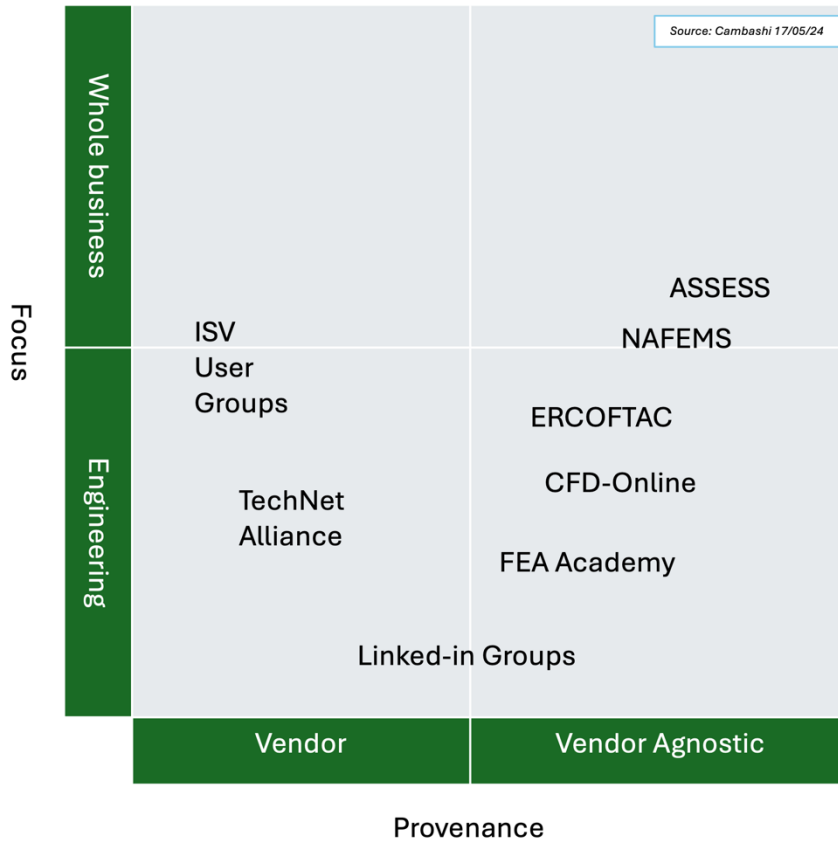 Source: Cambashi 17/05/24
Whole business
Focus
ASSESS
ISV
User
Groups
NAFEMS
ERCOFTAC
Engineering
CFD-Online
TechNet
Alliance
FEA Academy
Linked-in Groups
Vendor
Vendor Agnostic
Provenance